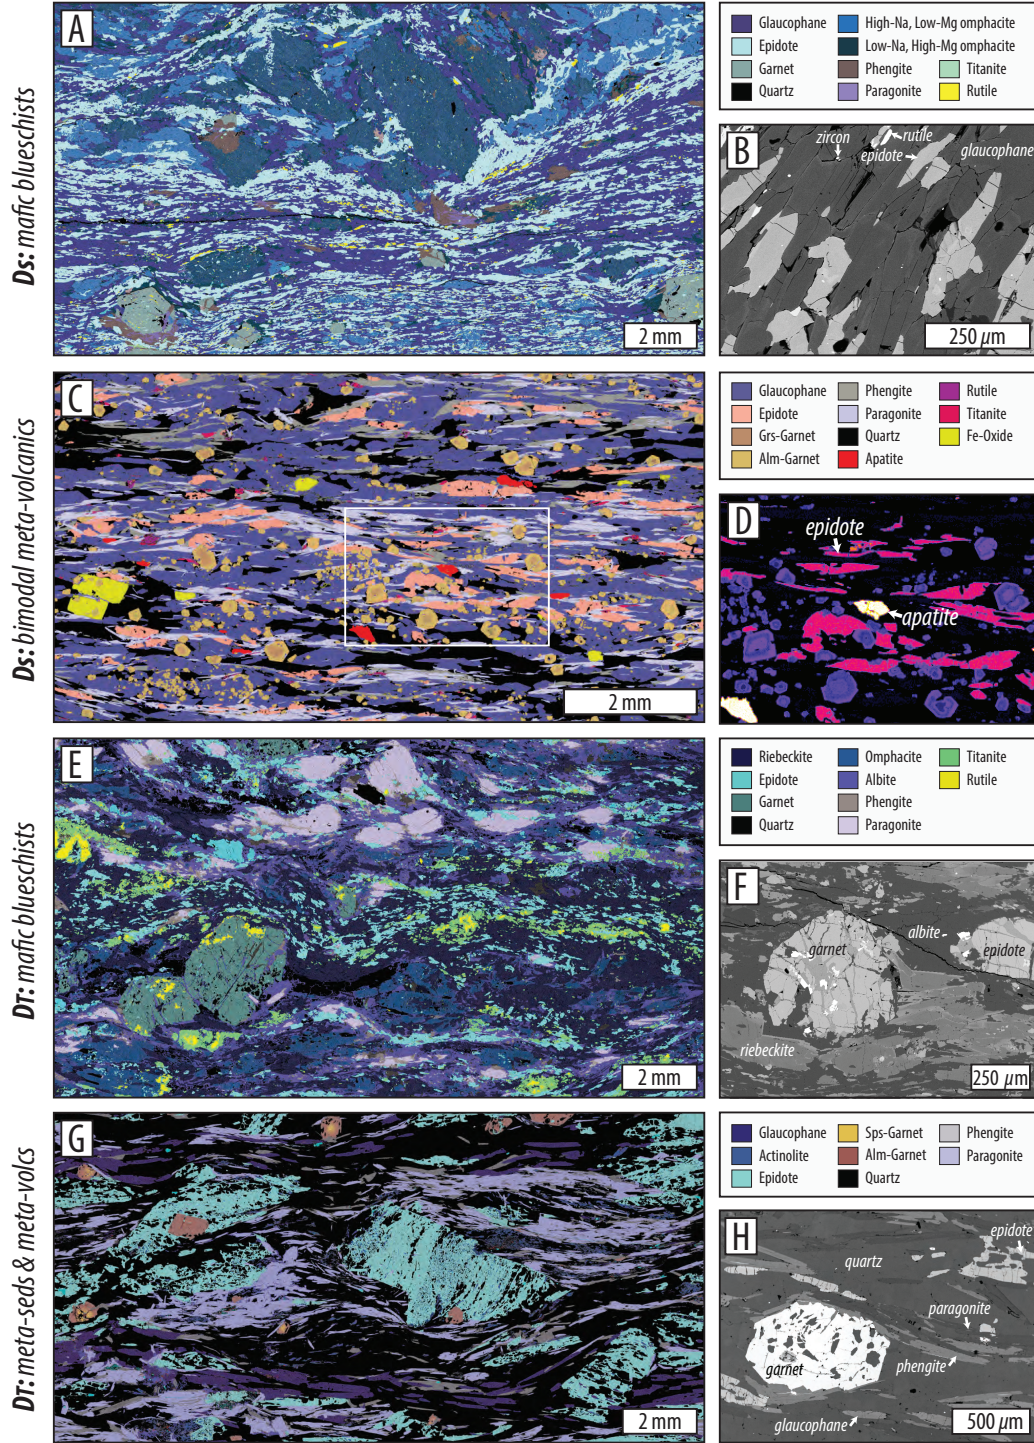 Ds: mafic blueschists
A
2 mm
Glaucophane
High-Na, Low-Mg omphacite
Epidote
Low-Na, High-Mg omphacite
Garnet
Phengite
Titanite
Quartz
Paragonite
Rutile
B
zircon
rutile
epidote
glaucophane
250 µm
Ds: bimodal meta-volcanics
C
2 mm
Glaucophane
Phengite
Rutile
Epidote
Paragonite
Titanite
Grs-Garnet
Quartz
Fe-Oxide
Alm-Garnet
Apatite
D
epidote
apatite
DT: mafic blueschists
E
2 mm
Riebeckite
Omphacite
Titanite
Epidote
Albite
Rutile
Garnet
Phengite
Quartz
Paragonite
F
albite
garnet
epidote
riebeckite
250 µm
DT: meta-seds & meta-volcs
G
2 mm
Glaucophane
Sps-Garnet
Phengite
Actinolite
Alm-Garnet
Paragonite
Epidote
Quartz
H
epidote
quartz
paragonite
phengite
garnet
glaucophane
500 µm